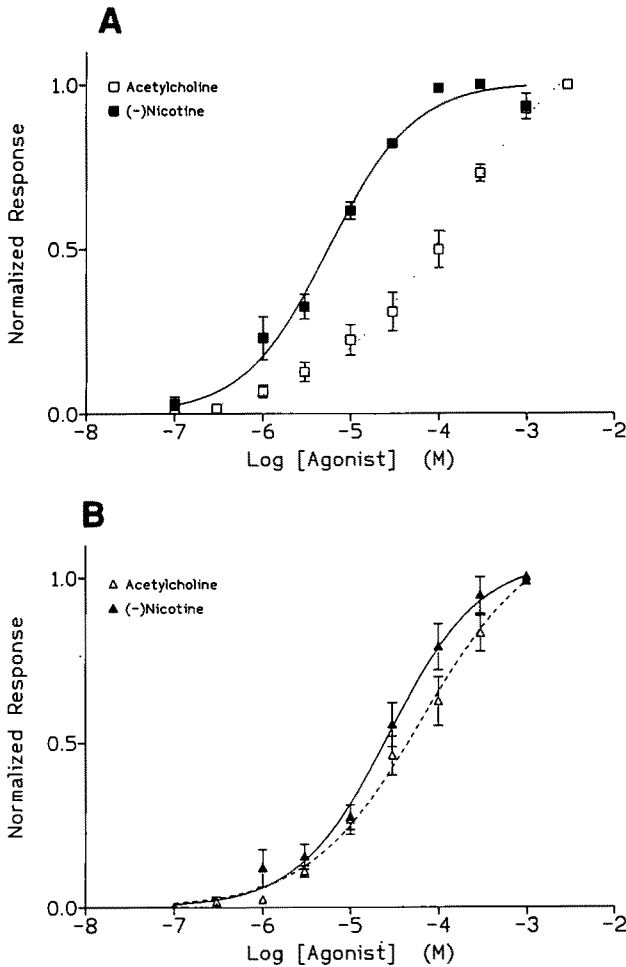 A
Acetylcholine
(-)Nicotine
Normalized Response
1.0
0.5
0.0
-8 -7 -6 -5 -4 -3 -2
Log [Agonist] (M)
B
Acetylcholine
(-)Nicotine
Normalized Response
1.0
0.5
0.0
-8 -7 -6 -5 -4 -3 -2
Log [Agonist] (M)